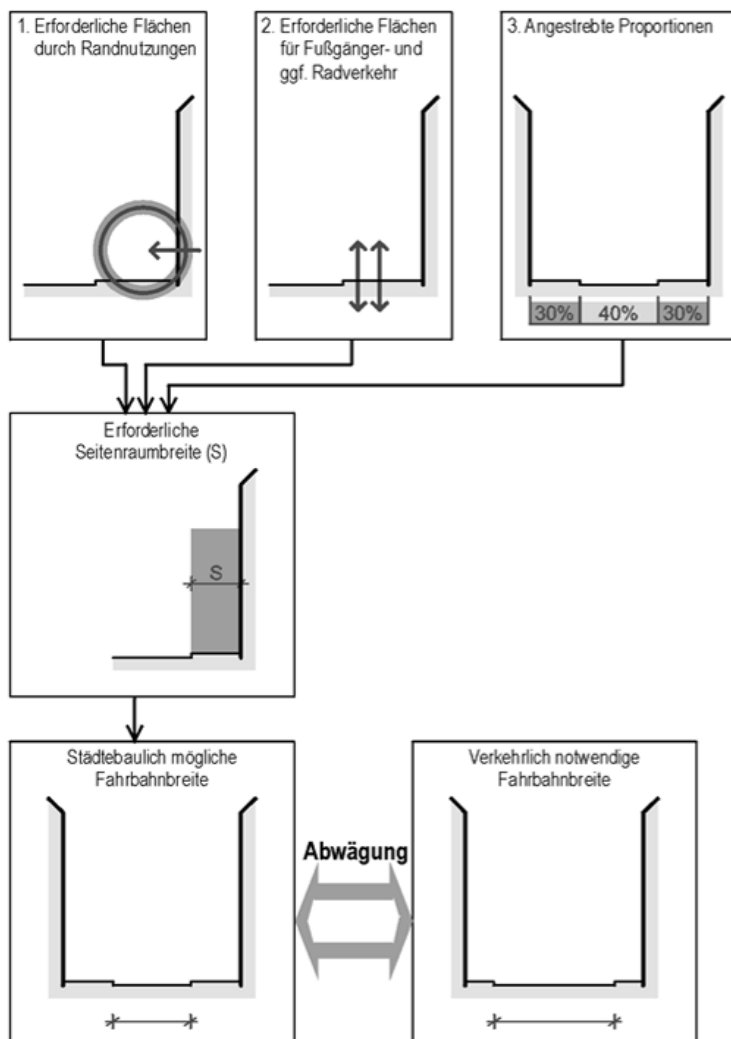 1. Erforderliche Flächen
durch Randnutzungen
2. Erforderliche Flächen
für Fußgänger- und
ggf. Radverkehr
3. Angestrebte Proportionen
30% 40% 30%
Erforderliche
Seitenraumbreite (S)
S
Städtebaulich mögliche
Fahrbahnbreite
Abwägung
Verkehrlich notwendige
Fahrbahnbreite